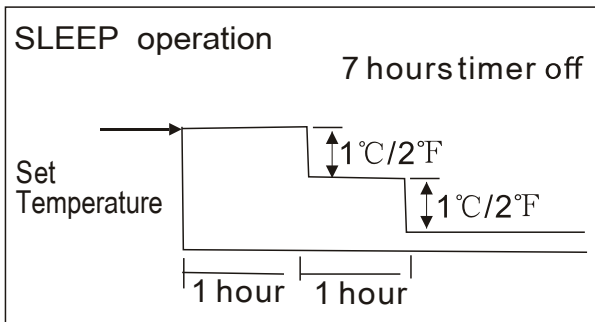 SLEEP operation
7 hours timer off
1℃/2℉
Set
Temperature
1℃/2℉
1 hour
1 hour